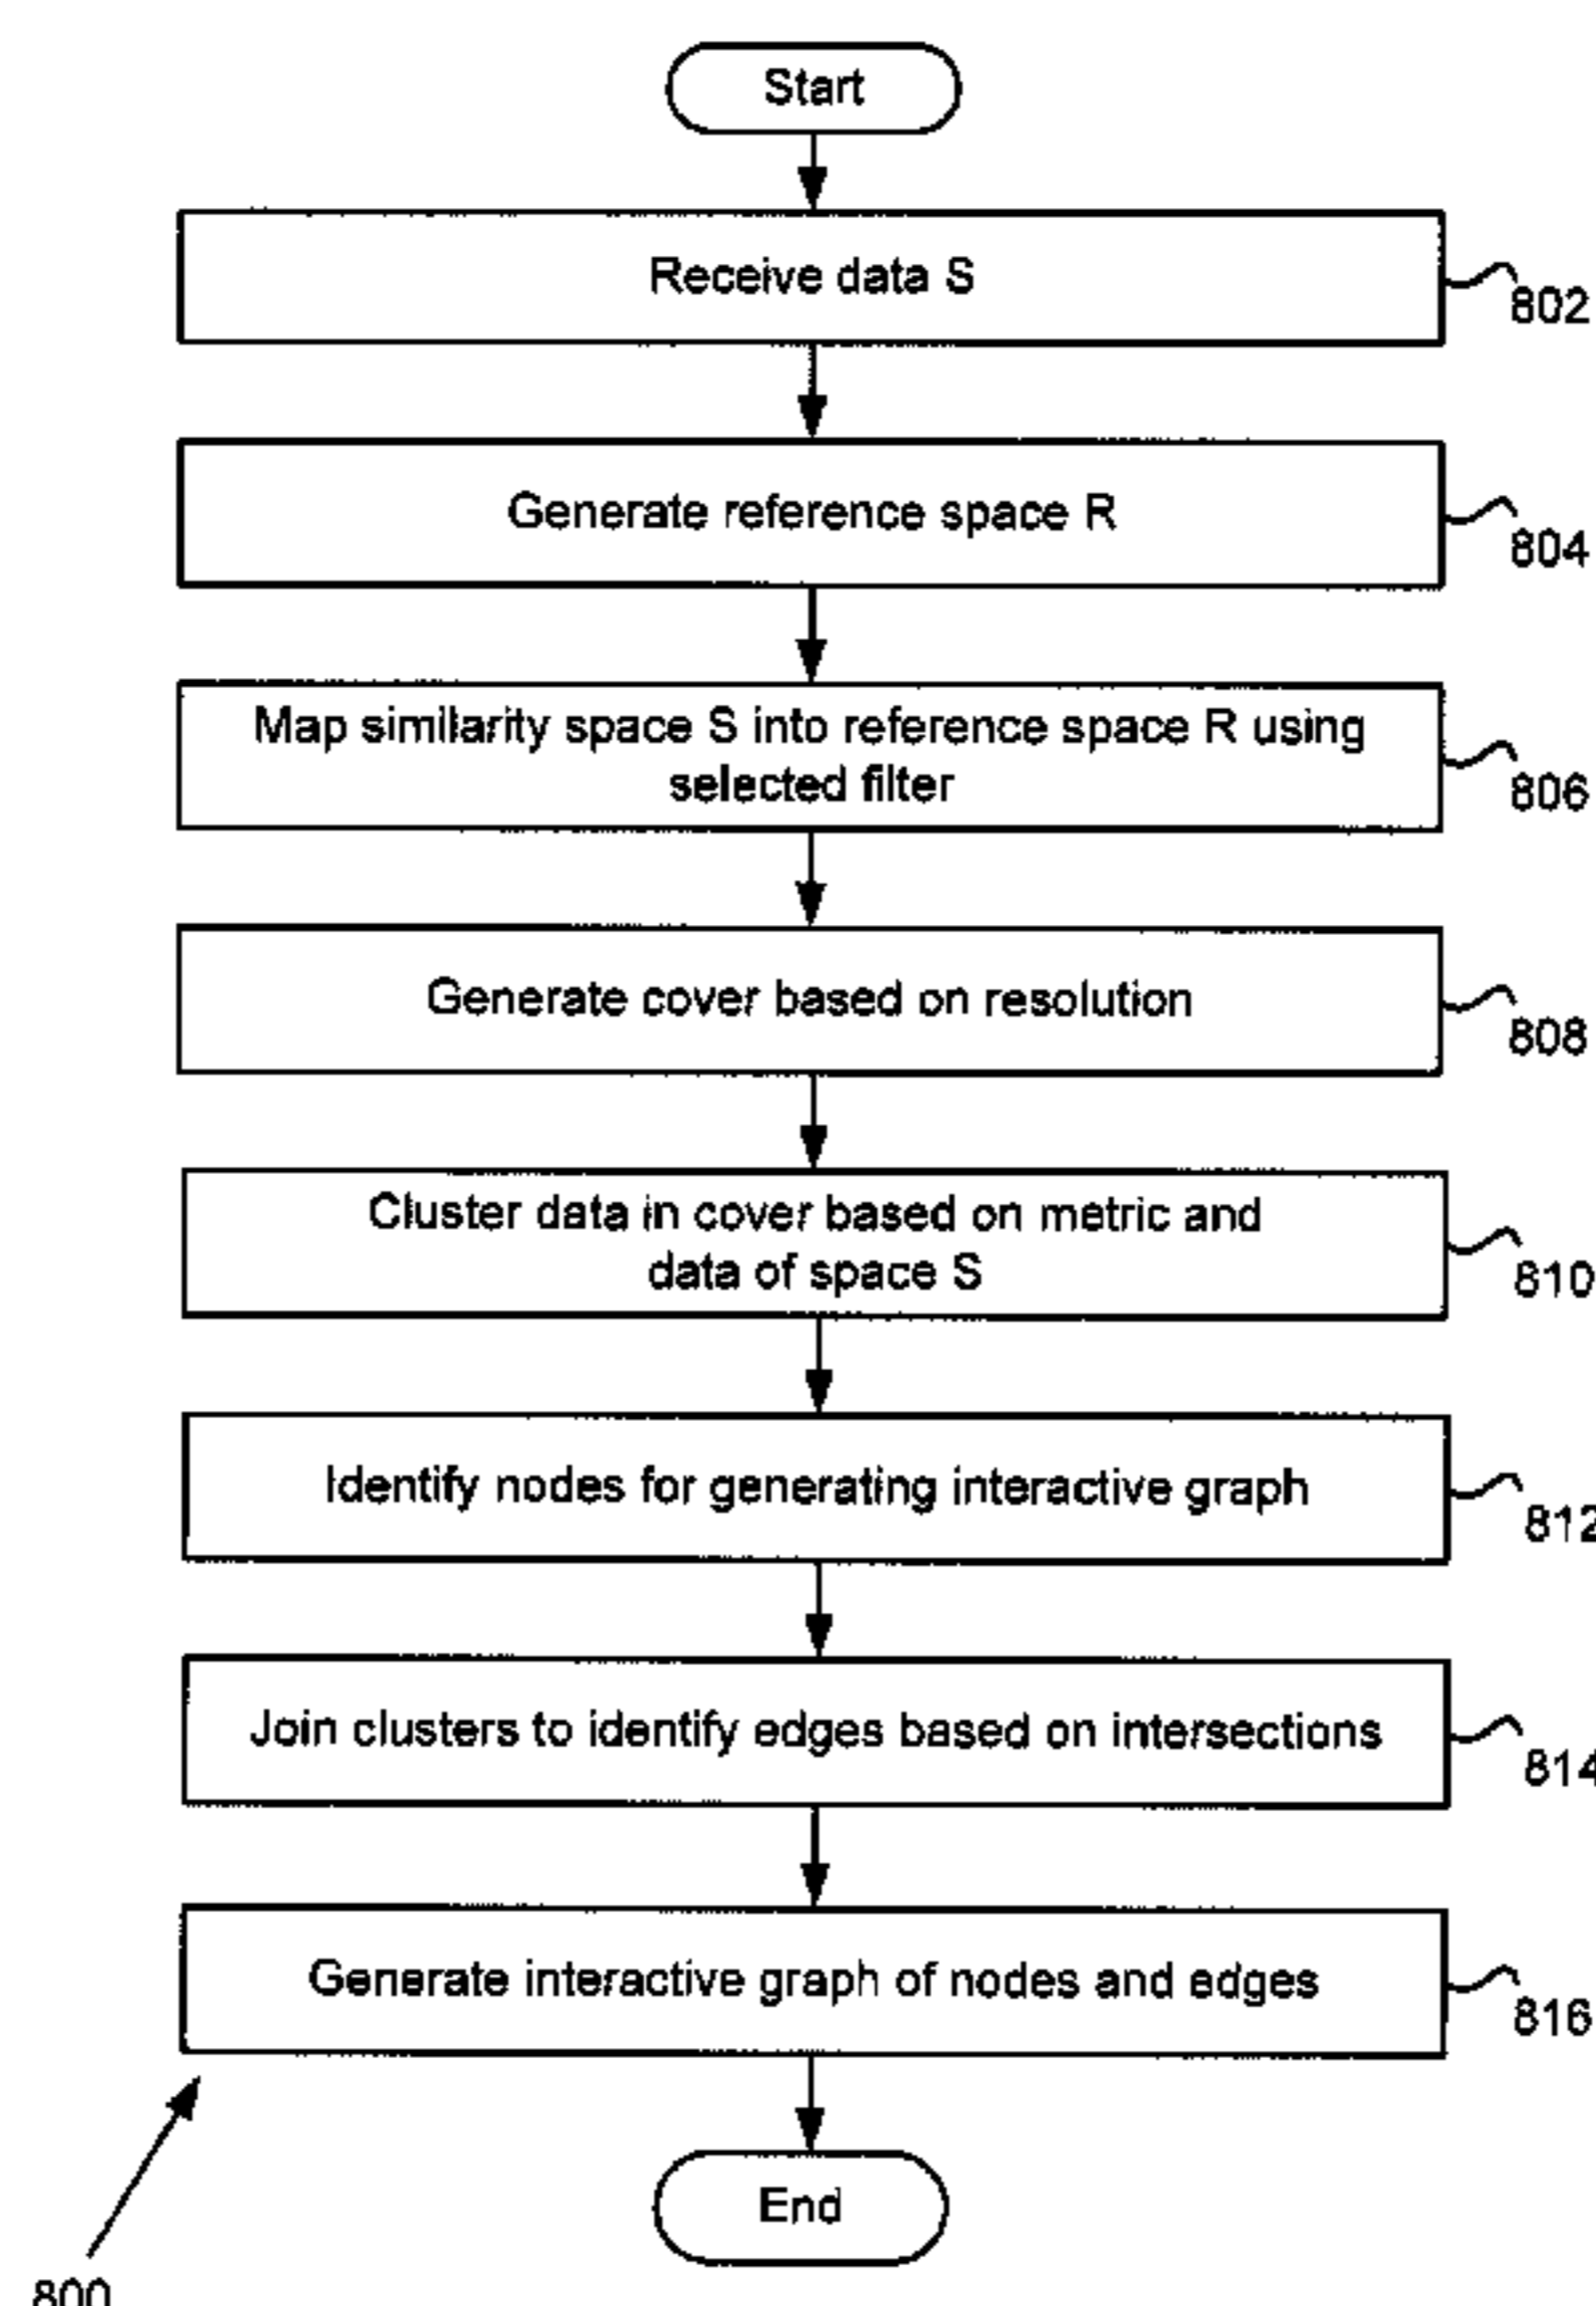 Start
Receive data S
802
Generate reference space R
804
Map similarity space S into reference space R using
selected filter
806
Generate cover based on resolution
808
Cluster data in cover based on metric and
data of space S
810
Identify nodes for generating interactive graph
812
Join clusters to identify edges based on intersections
814
Generate interactive graph of nodes and edges
816
End
800